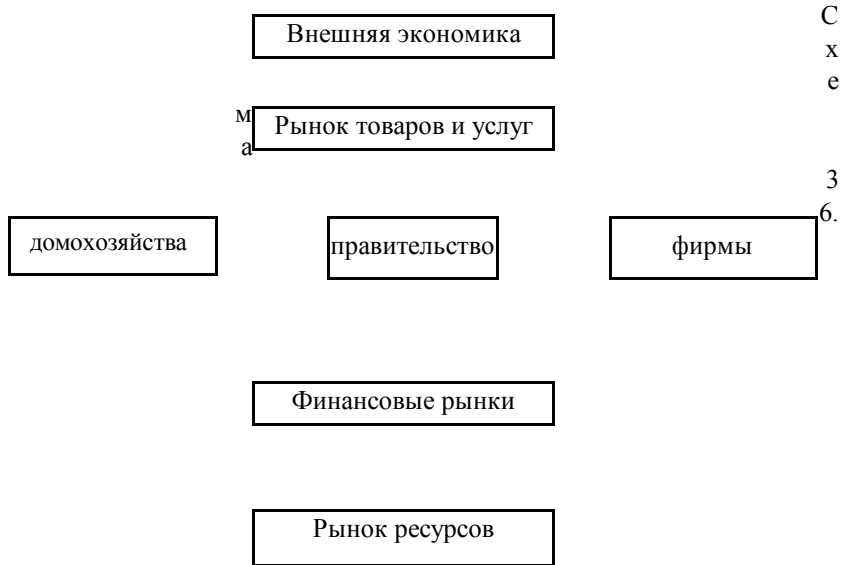 Внешняя экономика
С
х
е
м
а
Рынок товаров и услуг
3
6.
домохозяйства
правительство
фирмы
Финансовые рынки
Рынок ресурсов